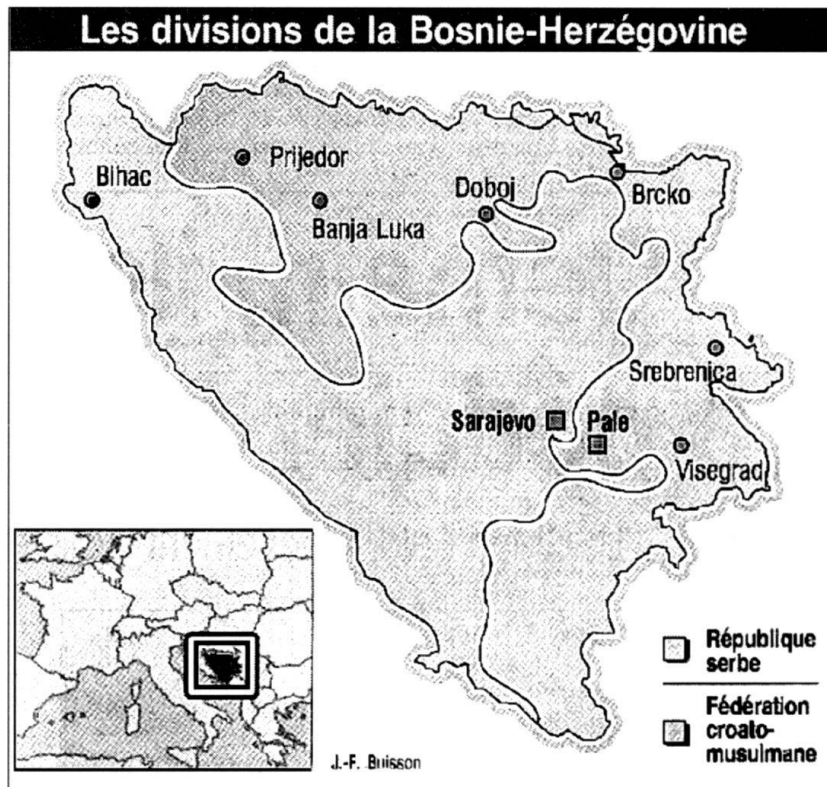 Les divisions de la Bosnie-Herzégovine
Bihac
Prijedor
Banja Luka
Doboj
Brcko
Srebrenica
Sarajevo
Pale
Visegrad
République
serbe
Fédération
croato-
musulmane
J.-F. Buisson